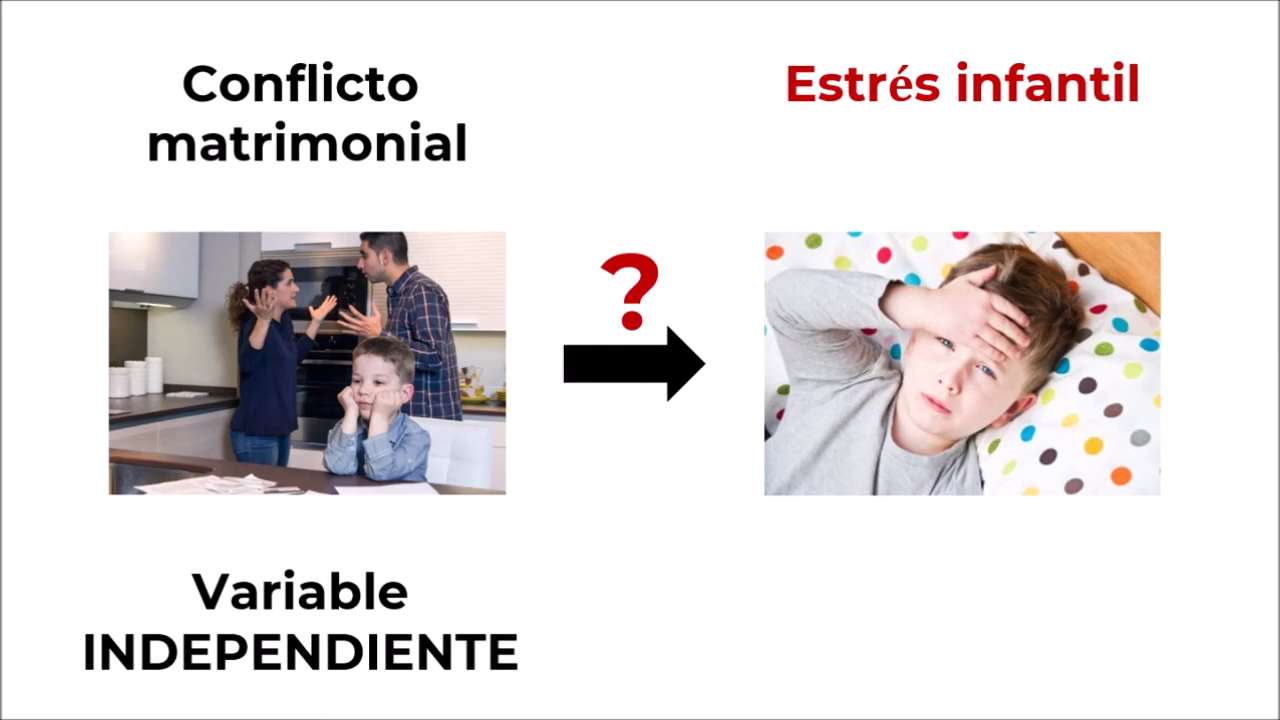 Conflicto
matrimonial
Estrés infantil
?
Variable
INDEPENDIENTE